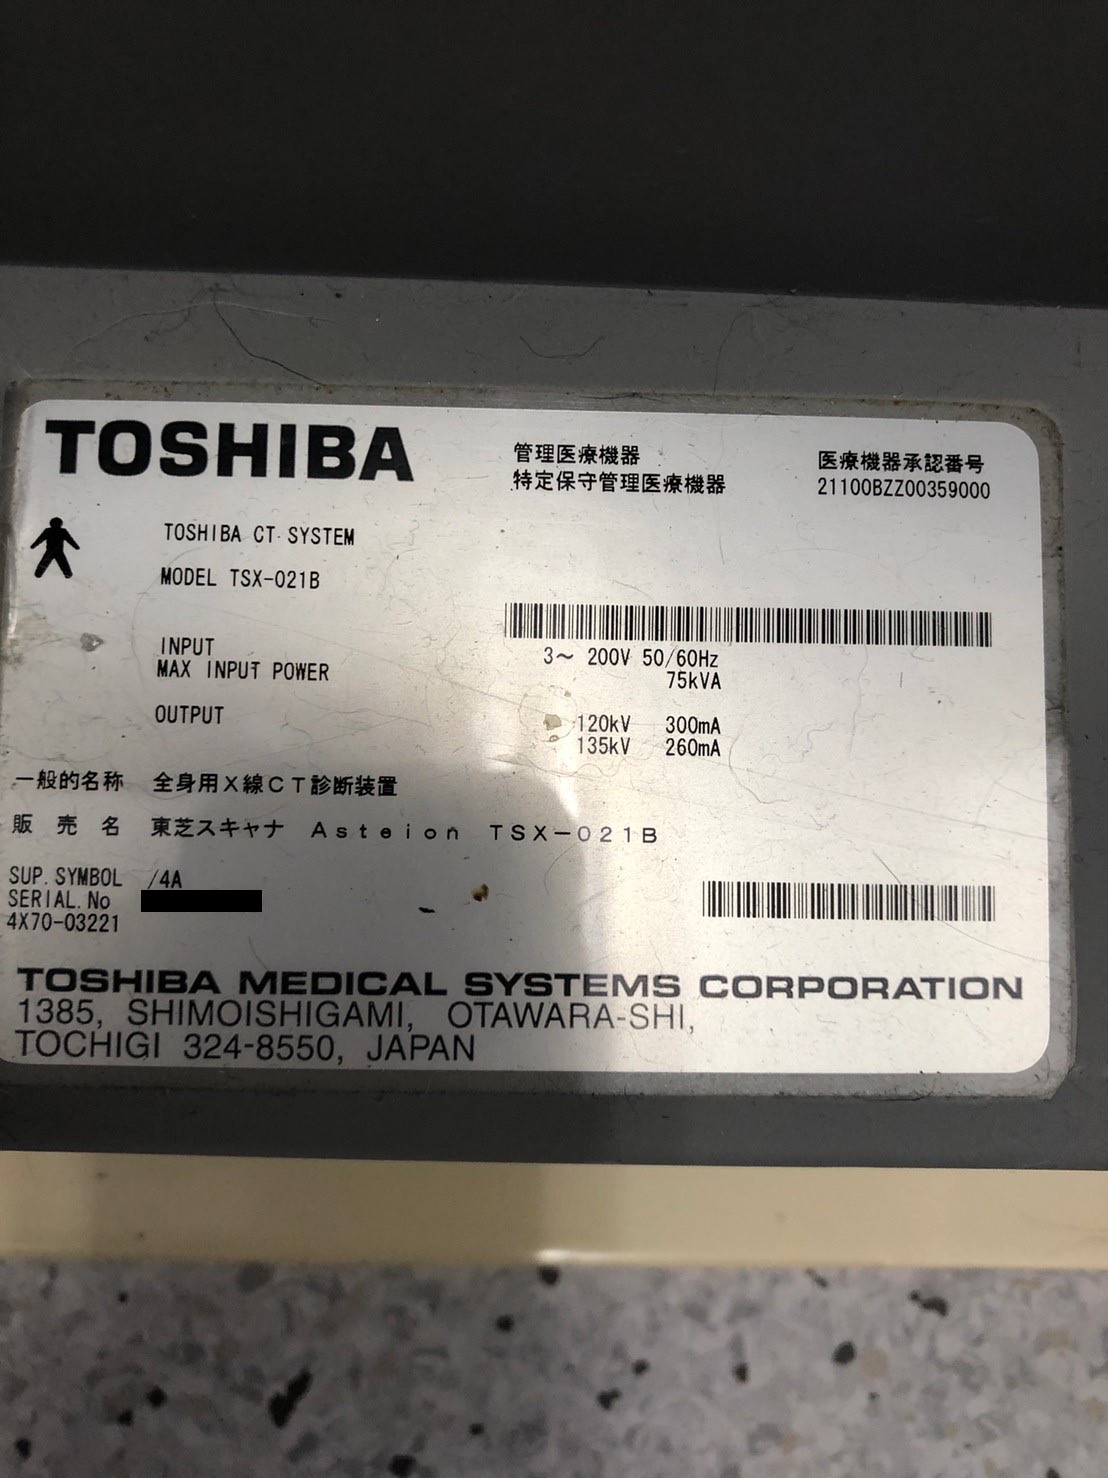 TOSHIBA
管理医療機器
特定保守管理医療機器
医療機器承認番号
21100BZZ00359000
TOSHIBA CT SYSTEM
MODEL TSX-021B
INPUT 3～ 200V 50/60Hz
MAX INPUT POWER 75kVA
OUTPUT 120kV 300mA
135kV 260mA
一般的名称 全身用X線CT診断装置
販売名 東芝スキャナ Asteion TSX-021B
SUP. SYMBOL /4A
SERIAL. No
4X70-03221
TOSHIBA MEDICAL SYSTEMS CORPORATION
1385, SHIMOISHIGAMI, OTAWARA-SHI,
TOCHIGI 324-8550, JAPAN